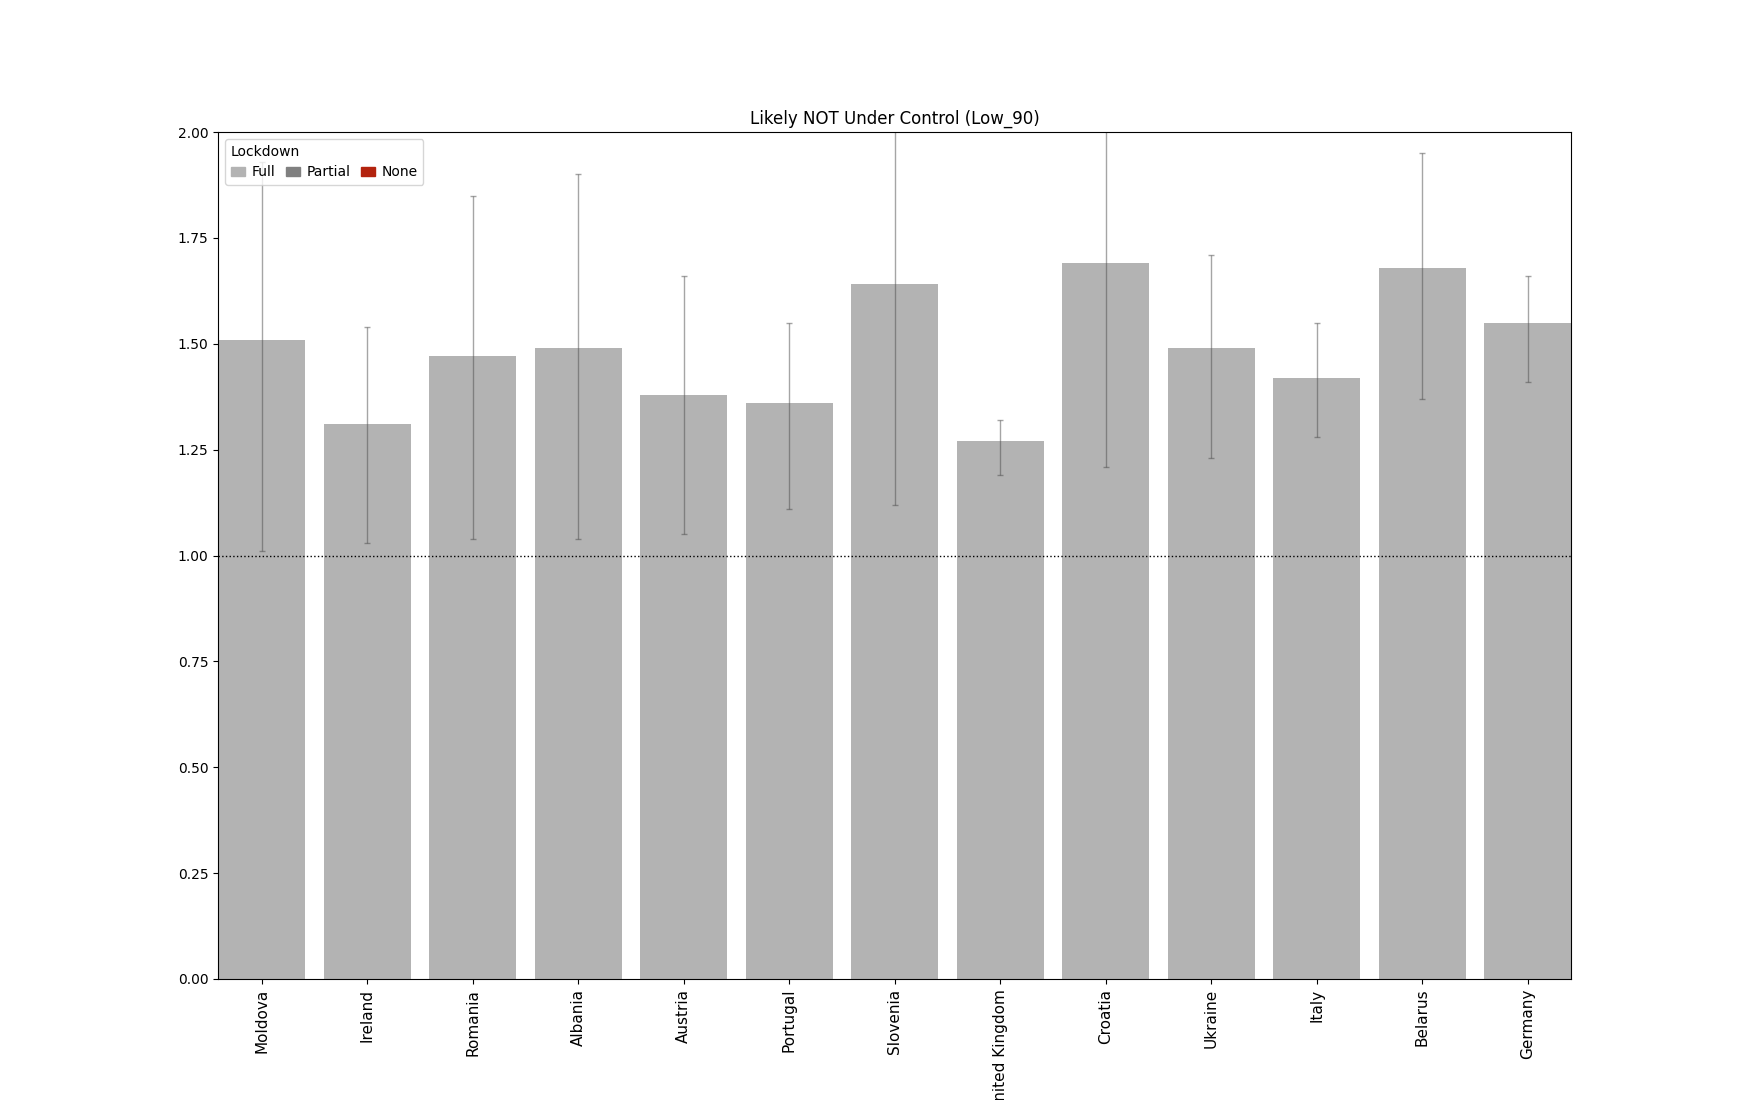 Likely NOT Under Control (Low_90)
Lockdown
Full Partial None
2.00
1.75
1.50
1.25
1.00
0.75
0.50
0.25
0.00
Moldova
Ireland
Romania
Albania
Austria
Portugal
Slovenia
nited Kingdom
Croatia
Ukraine
Italy
Belarus
Germany